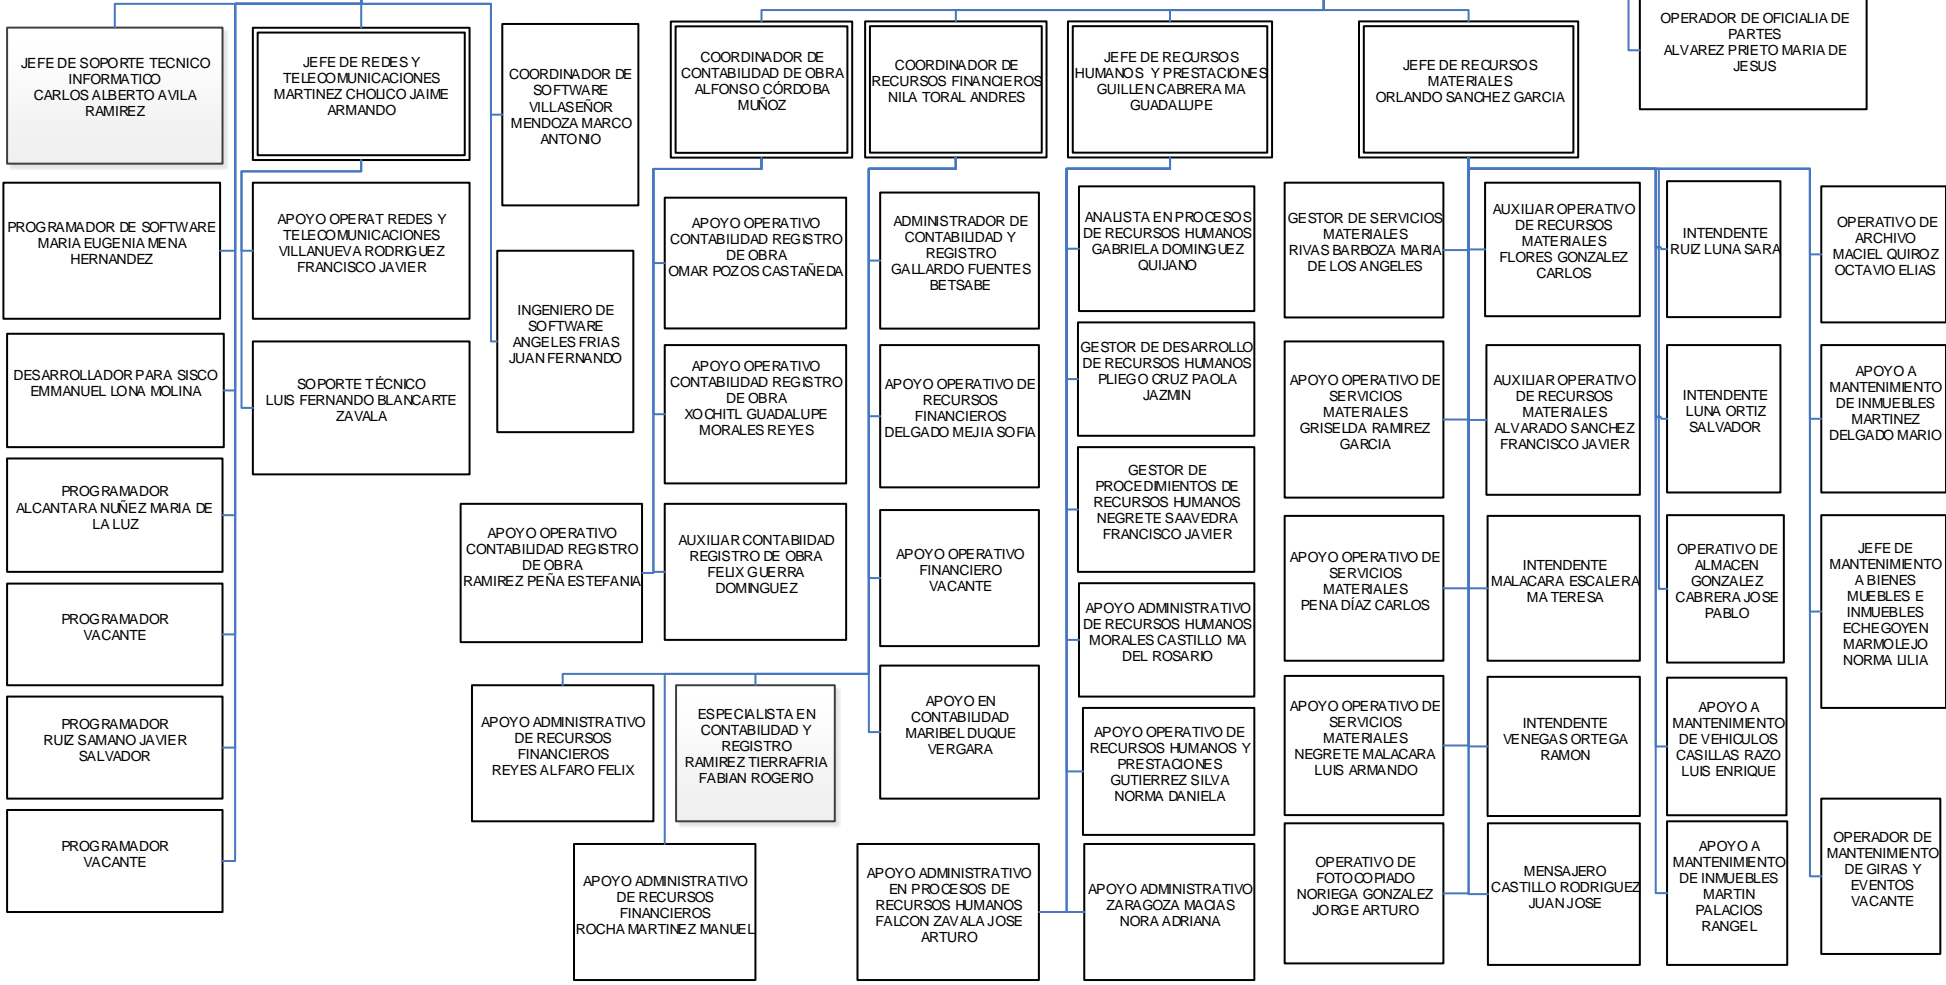 OPERADOR DE OFICIALIA DE
PARTES
ALVAREZ PRIETO MARIA DE
JESUS
JEFE DE SOPORTE TECNICO
INFORMATICO
CARLOS ALBERTO AVILA
RAMIREZ
JEFE DE REDES Y
TELECOMUNICACIONES
MARTINEZ CHOLICO JAIME
ARMANDO
COORDINADOR DE
SOFTWARE
VILLASEÑOR
MENDOZA MARCO
ANTONIO
COORDINADOR DE
CONTABILIDAD DE OBRA
ALFONSO CÓRDOBA
MUÑOZ
COORDINADOR DE
RECURSOS FINANCIEROS
NILA TORAL ANDRES
JEFE DE RECURSOS
HUMANOS Y PRESTACIONES
GUILLEN CABRERA MA
GUADALUPE
JEFE DE RECURSOS
MATERIALES
ORLANDO SANCHEZ GARCIA
PROGRAMADOR DE SOFTWARE
MARIA EUGENIA MENA
HERNANDEZ
DESARROLLADOR PARA SISCO
EMMANUEL LONA MOLINA
PROGRAMADOR
ALCANTARA NUÑEZ MARIA DE
LA LUZ
PROGRAMADOR
VACANTE
PROGRAMADOR
RUIZ SAMANO JAVIER
SALVADOR
PROGRAMADOR
VACANTE
APOYO OPERAT REDES Y
TELECOMUNICACIONES
VILLANUEVA RODRIGUEZ
FRANCISCO JAVIER
SOPORTE TÉCNICO
LUIS FERNANDO BLANCARTE
ZAVALA
INGENIERO DE
SOFTWARE
ANGELES FRIAS
JUAN FERNANDO
APOYO OPERATIVO
CONTABILIDAD REGISTRO
DE OBRA
OMAR POZOS CASTAÑEDA
APOYO OPERATIVO
CONTABILIDAD REGISTRO
DE OBRA
XOCHITL GUADALUPE
MORALES REYES
APOYO OPERATIVO
CONTABILIDAD REGISTRO
DE OBRA
RAMIREZ PEÑA ESTEFANIA
AUXILIAR CONTABIIDAD
REGISTRO DE OBRA
FELIX GUERRA
DOMINGUEZ
ADMINISTRADOR DE
CONTABILIDAD Y
REGISTRO
GALLARDO FUENTES
BETSABE
APOYO OPERATIVO DE
RECURSOS
FINANCIEROS
DELGADO MEJIA SOFIA
APOYO OPERATIVO
FINANCIERO
VACANTE
APOYO EN
CONTABILIDAD
MARIBEL DUQUE
VERGARA
APOYO ADMINISTRATIVO
DE RECURSOS
FINANCIEROS
REYES ALFARO FELIX
ESPECIALISTA EN
CONTABILIDAD Y
REGISTRO
RAMIREZ TIERRAFRIA
FABIAN ROGERIO
APOYO ADMINISTRATIVO
DE RECURSOS
FINANCIEROS
ROCHA MARTINEZ MANUEL
ANALISTA EN PROCESOS
DE RECURSOS HUMANOS
GABRIELA DOMINGUEZ
QUIJANO
GESTOR DE DESARROLLO
DE RECURSOS HUMANOS
PLIEGO CRUZ PAOLA
JAZMIN
GESTOR DE
PROCEDIMIENTOS DE
RECURSOS HUMANOS
NEGRETE SAAVEDRA
FRANCISCO JAVIER
APOYO ADMINISTRATIVO
DE RECURSOS HUMANOS
MORALES CASTILLO MA
DEL ROSARIO
APOYO OPERATIVO DE
RECURSOS HUMANOS Y
PRESTACIONES
GUTIERREZ SILVA
NORMA DANIELA
APOYO ADMINISTRATIVO
EN PROCESOS DE
RECURSOS HUMANOS
FALCON ZAVALA JOSE
ARTURO
APOYO ADMINISTRATIVO
ZARAGOZA MACIAS
NORA ADRIANA
GESTOR DE SERVICIOS
MATERIALES
RIVAS BARBOZA MARIA
DE LOS ANGELES
APOYO OPERATIVO DE
SERVICIOS
MATERIALES
GRISELDA RAMIREZ
GARCIA
APOYO OPERATIVO DE
SERVICIOS
MATERIALES
PENA DÍAZ CARLOS
APOYO OPERATIVO DE
SERVICIOS
MATERIALES
NEGRETE MALACARA
LUIS ARMANDO
OPERATIVO DE
FOTOCOPIADO
NORIEGA GONZALEZ
JORGE ARTURO
AUXILIAR OPERATIVO
DE RECURSOS
MATERIALES
FLORES GONZALEZ
CARLOS
AUXILIAR OPERATIVO
DE RECURSOS
MATERIALES
ALVARADO SANCHEZ
FRANCISCO JAVIER
INTENDENTE
MALACARA ESCALERA
MA TERESA
INTENDENTE
VENEGAS ORTEGA
RAMON
MENSAJERO
CASTILLO RODRIGUEZ
JUAN JOSE
INTENDENTE
RUIZ LUNA SARA
INTENDENTE
LUNA ORTIZ
SALVADOR
OPERATIVO DE
ALMACEN
GONZALEZ
CABRERA JOSE
PABLO
APOYO A
MANTENIMIENTO
DE VEHICULOS
CASILLAS RAZO
LUIS ENRIQUE
APOYO A
MANTENIMIENTO
DE INMUEBLES
MARTIN
PALACIOS
RANGEL
OPERATIVO DE
ARCHIVO
MACIEL QUIROZ
OCTAVIO ELIAS
APOYO A
MANTENIMIENTO
DE INMUEBLES
MARTINEZ
DELGADO MARIO
JEFE DE
MANTENIMIENTO
A BIENES
MUEBLES E
INMUEBLES
ECHEGOYEN
MARMOLEJO
NORMA LILIA
OPERADOR DE
MANTENIMIENTO
DE GIRAS Y
EVENTOS
VACANTE